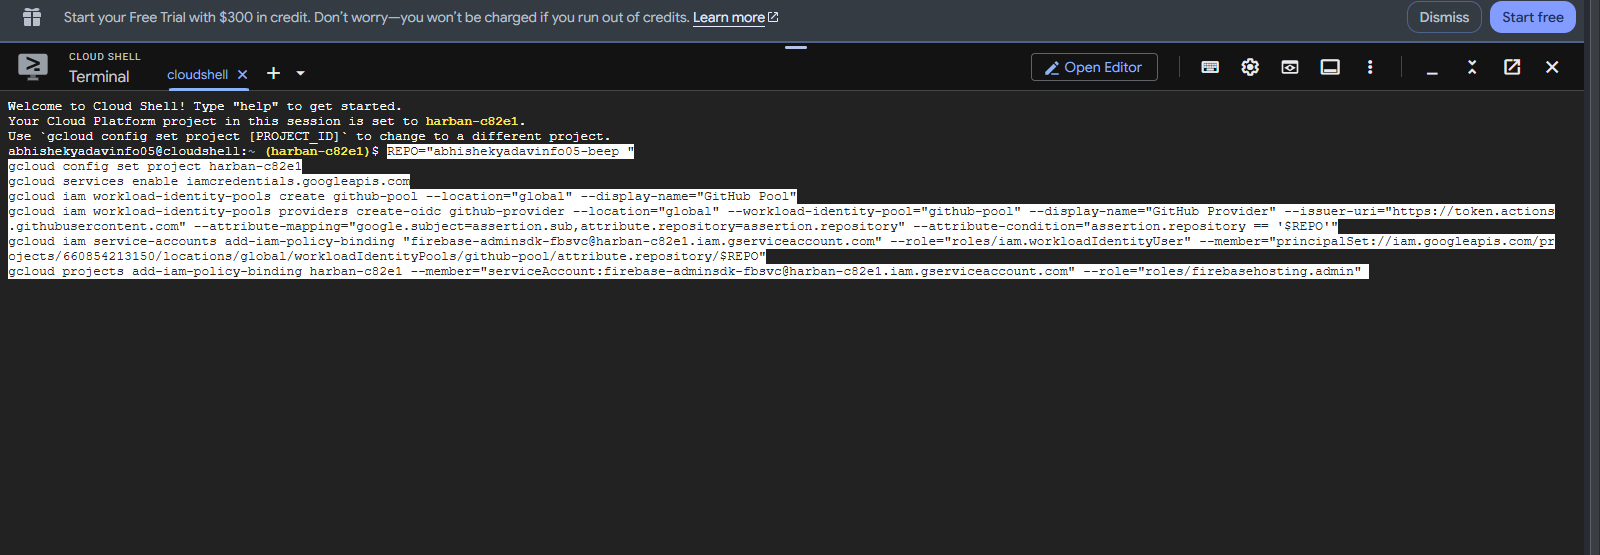 Start your Free Trial with $300 in credit. Don't worry—you won't be charged if you run out of credits. Learn more
Dismiss
Start free
CLOUD SHELL
Terminal
cloudshell
Open Editor
Welcome to Cloud Shell! Type "help" to get started.
Your Cloud Platform project in this session is set to harban-c82e1.
Use `gcloud config set project [PROJECT_ID]` to change to a different project.
abhishekyadavinfo05@cloudshell:~ (harban-c82e1)$ REPO="abhishekyadavinfo05-beep "
gcloud config set project harban-c82e1
gcloud services enable iamcredentials.googleapis.com
gcloud iam workload-identity-pools create github-pool --location="global" --display-name="GitHub Pool"
gcloud iam workload-identity-pools providers create-oidc github-provider --location="global" --workload-identity-pool="github-pool" --display-name="GitHub Provider" --issuer-uri="https://token.actions
.githubusercontent.com" --attribute-mapping="google.subject=assertion.sub,attribute.repository=assertion.repository" --attribute-condition="assertion.repository == '$REPO'"
gcloud iam service-accounts add-iam-policy-binding "firebase-adminsdk-fbsvc@harban-c82e1.iam.gserviceaccount.com" --role="roles/iam.workloadIdentityUser" --member="principalSet://iam.googleapis.com/pr
ojects/660854213150/locations/global/workloadIdentityPools/github-pool/attribute.repository/$REPO"
gcloud projects add-iam-policy-binding harban-c82e1 --member="serviceAccount:firebase-adminsdk-fbsvc@harban-c82e1.iam.gserviceaccount.com" --role="roles/firebasehosting.admin"